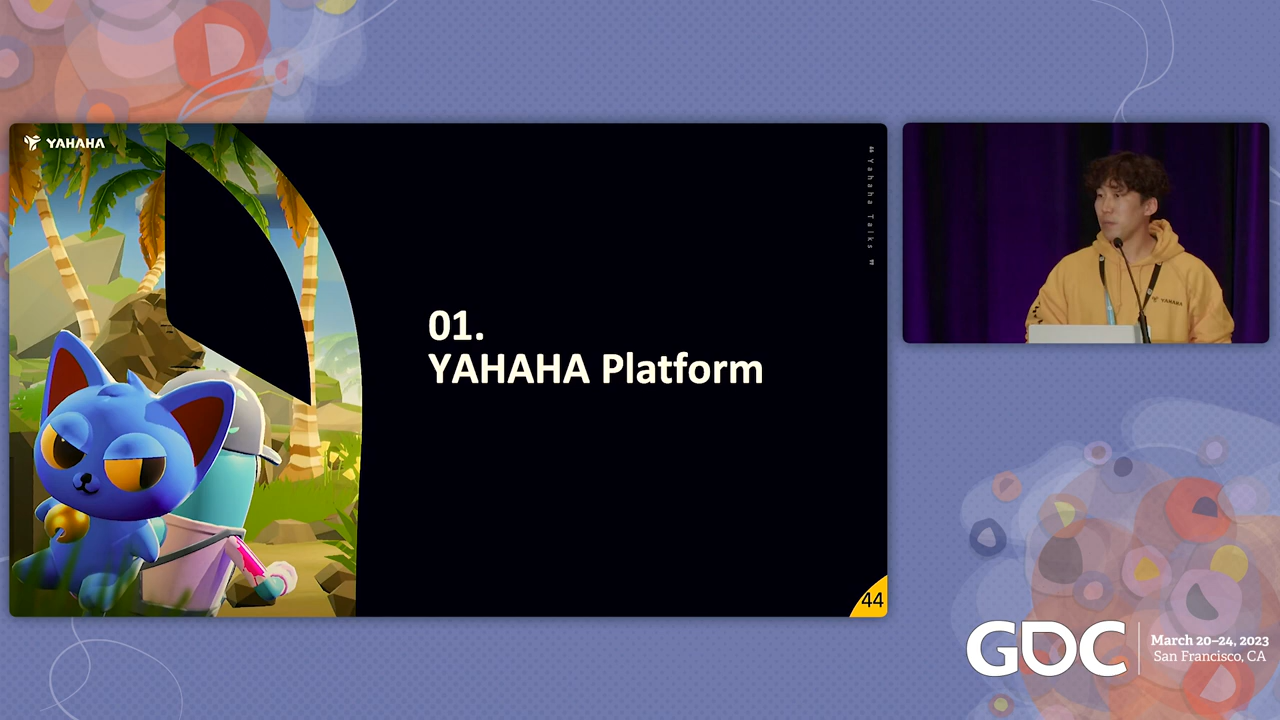 YAHAHA
“ Yahaha Talks ”
01.
YAHAHA Platform
44
YAHAHA
GDC
March 20–24, 2023
San Francisco, CA